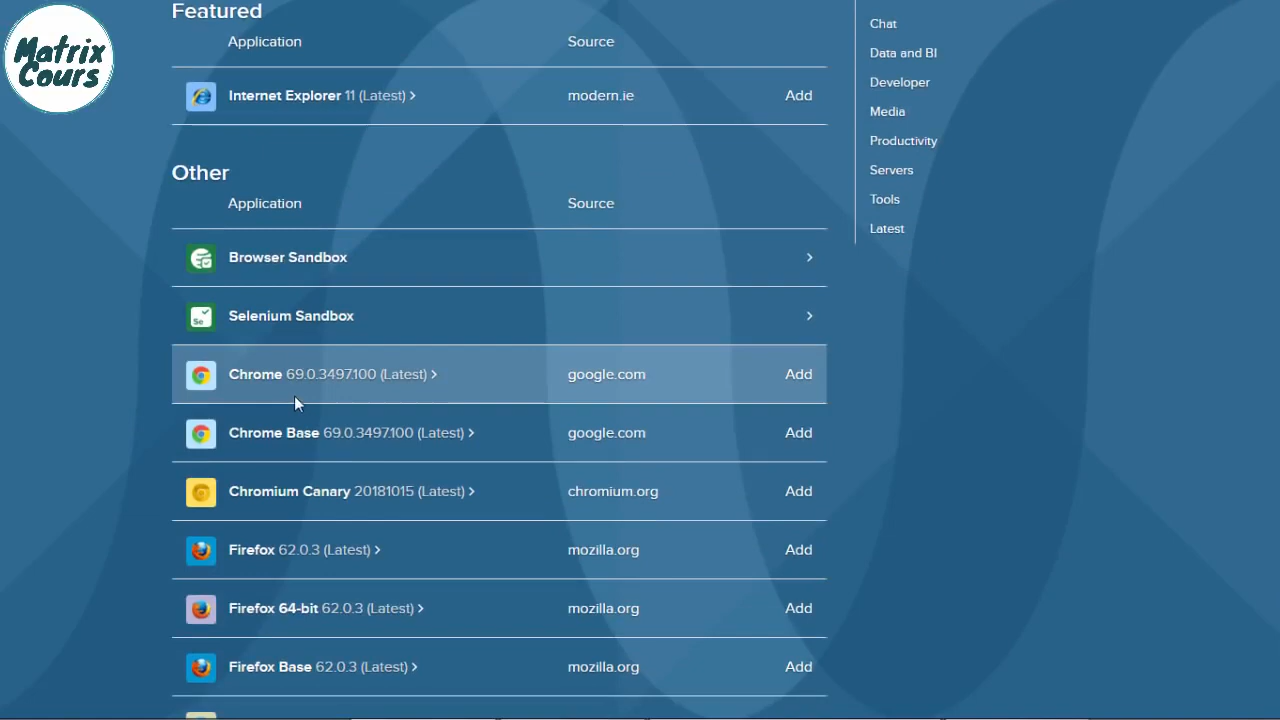 Matrix
Cours
Featured
Application Source
Internet Explorer 11 (Latest) > modern.ie Add
Other
Application Source
Browser Sandbox >
Selenium Sandbox >
Se
Chrome 69.0.3497.100 (Latest) > google.com Add
Chrome Base 69.0.3497.100 (Latest) > google.com Add
Chromium Canary 20181015 (Latest) > chromium.org Add
Firefox 62.0.3 (Latest) > mozilla.org Add
Firefox 64-bit 62.0.3 (Latest) > mozilla.org Add
Firefox Base 62.0.3 (Latest) > mozilla.org Add
Chat
Data and BI
Developer
Media
Productivity
Servers
Tools
Latest